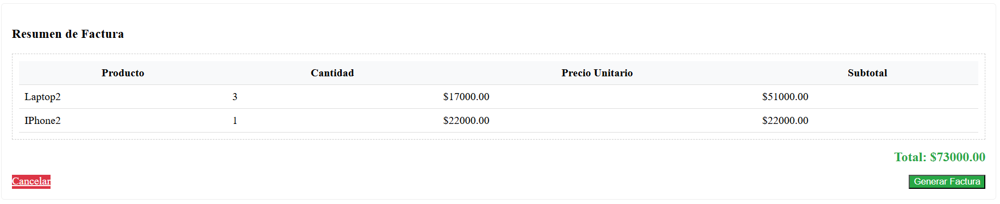 Resumen de Factura
Producto Cantidad Precio Unitario Subtotal
Laptop2 3 $17000.00 $51000.00
IPhone2 1 $22000.00 $22000.00
Total: $73000.00
Cancelar Generar Factura